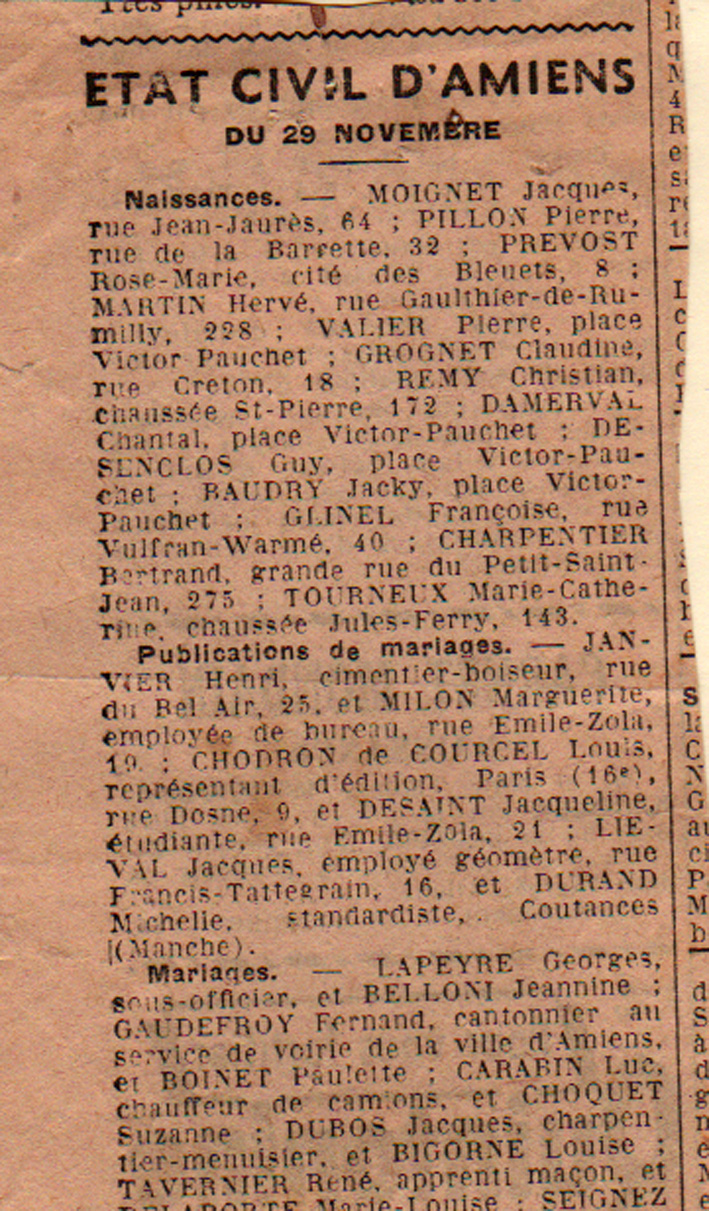 ETAT CIVIL D'AMIENS
DU 29 NOVEMBRE
Naissances. — MOIGNET Jacques,
rue Jean-Jaurès, 64 ; PILLON Pierre,
rue de la Barrette, 32 ; PREVOST
Rose-Marie, cité des Bleuets, 8 ;
MARTIN Hervé, rue Gaulthier-de-Ru-
milly, 228 ; VALIER Pierre, place
Victor Pauchet ; GROGNET Claudine,
rue Creton, 18 ; REMY Christian,
chaussée St-Pierre, 172 ; DAMERVAL
Chantal, place Victor-Pauchet ; DE-
SENCLOS Guy, place Victor-Pau-
chet ; BAUDRY Jacky, place Victor-
Pauchet ; GLINEL Françoise, rue
Vulfran-Warmé, 40 ; CHARPENTIER
Bertrand, grande rue du Petit-Saint-
Jean, 275 ; TOURNEUX Marie-Cathe-
rine, chaussée Jules-Ferry, 143.
Publications de mariages. — JAN-
VIER Henri, cimentier-boiseur, rue
du Bel Air, 25, et MILON Marguerite,
employée de bureau, rue Emile-Zola,
19 ; CHODRON de COURCEL Louis,
représentant d'édition, Paris (16e),
rue Dosne, 9, et DESAINT Jacqueline,
étudiante, rue Emile-Zola, 21 ; LIE-
VAL Jacques, employé géomètre, rue
Francis-Tattegrain, 16, et DURAND
Michelle, standardiste, . Coutances
(Manche).
Mariages. — LAPEYRE Georges,
sous-officier, et BELLONI Jeannine ;
GAUDEFROY Fernand, cantonnier au
service de voirie de la ville d'Amiens,
et BOINET Paulette ; CARABIN Luc,
chauffeur de camions, et CHOQUET
Suzanne ; DUBOS Jacques, charpen-
tier-menuisier, et BIGORNE Louise ;
TAVERNIER René, apprenti maçon, et
DELAPORTE Marie-Louise ; SEIGNEZ